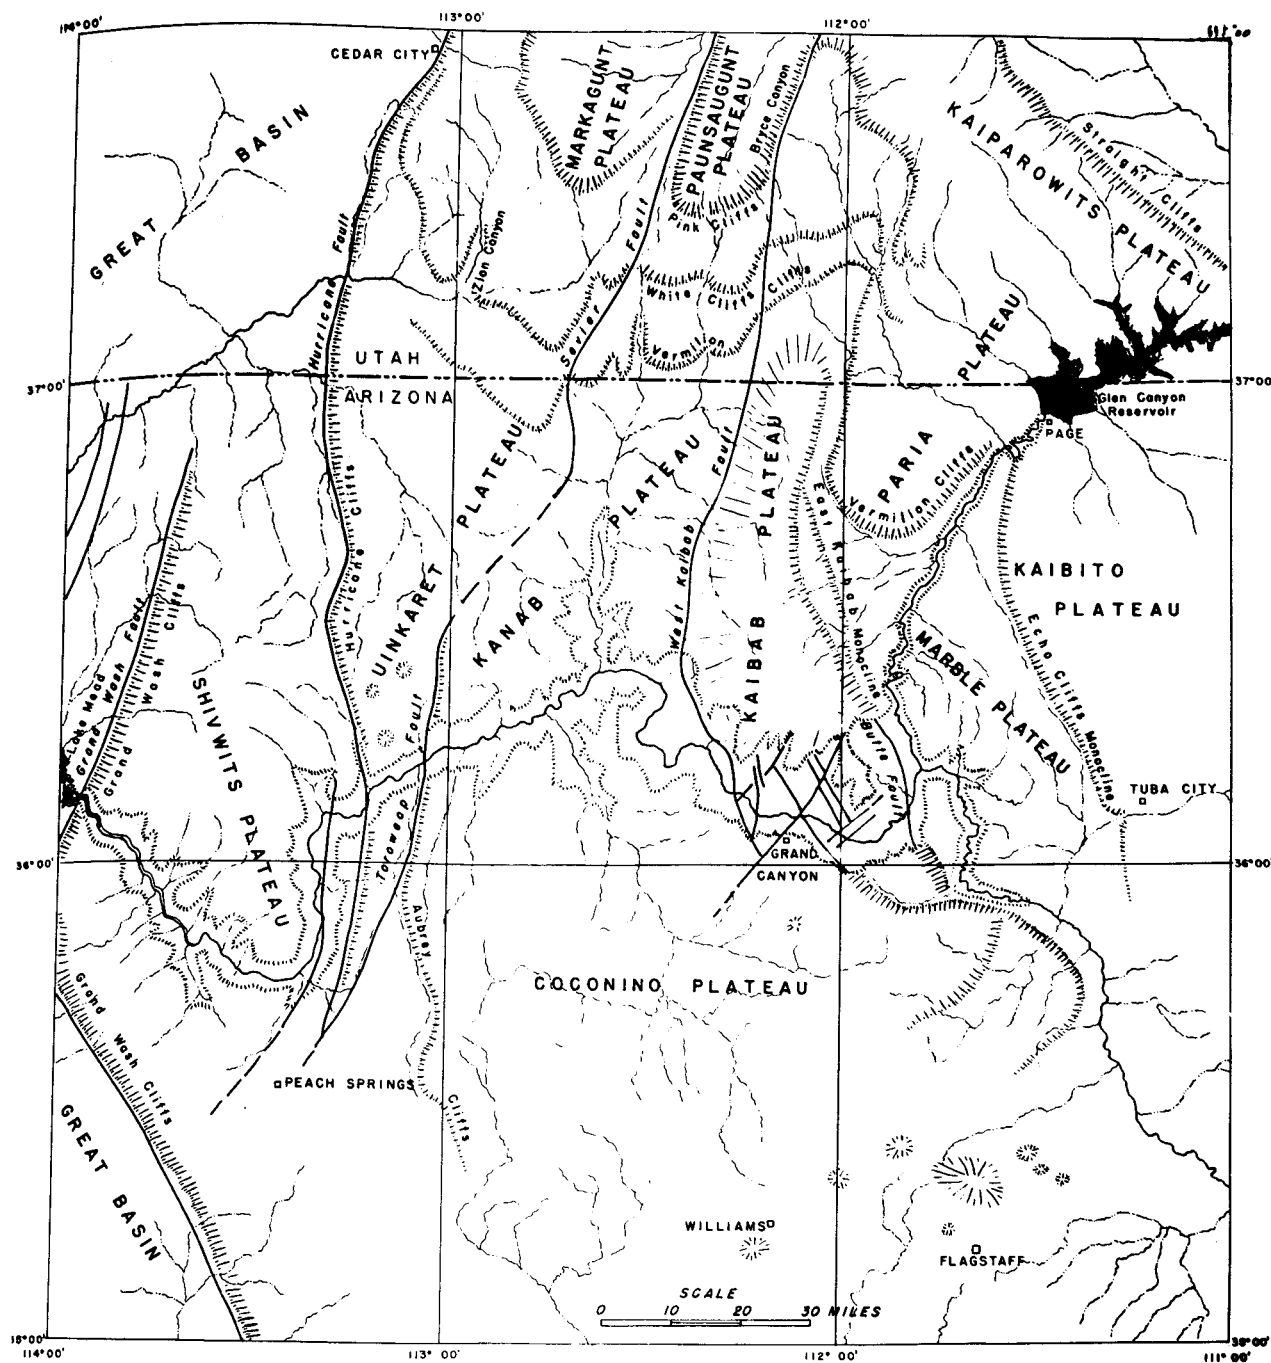 114°00'
113°00'
112°00'
CEDAR CITY
GREAT BASIN
MARKAGUNT
PLATEAU
PAUNSAUGUNT
PLATEAU
Bryce Canyon
KAIPAROWITS PLATEAU
Straight Cliffs
Pink Cliffs
Zion Canyon
Hurricane Fault
Sevier Fault
White Cliffs
Vermilion Cliffs
UTAH
37°00'
37°00'
ARIZONA
Glen Canyon
Reservoir
PAGE
PARIA PLATEAU
Vermilion Cliffs
UINKARET PLATEAU
KANAB PLATEAU
West Kaibab Fault
KAIBAB PLATEAU
East Kaibab Monocline
Hurricane Cliffs
KAIBITO
PLATEAU
Echo Cliffs Monocline
MARBLE PLATEAU
Lake Mead
Grand Wash Fault
Grand Wash Cliffs
SHIVWITS PLATEAU
Toroweap Fault
Butte Fault
TUBA CITY
GRAND
CANYON
36°00'
36°00'
Aubrey Cliffs
COCONINO PLATEAU
Grand Wash Cliffs
PEACH SPRINGS
GREAT BASIN
WILLIAMS
FLAGSTAFF
SCALE
0 10 20 30 MILES
114°00'
113°00'
112°00'
111°00'